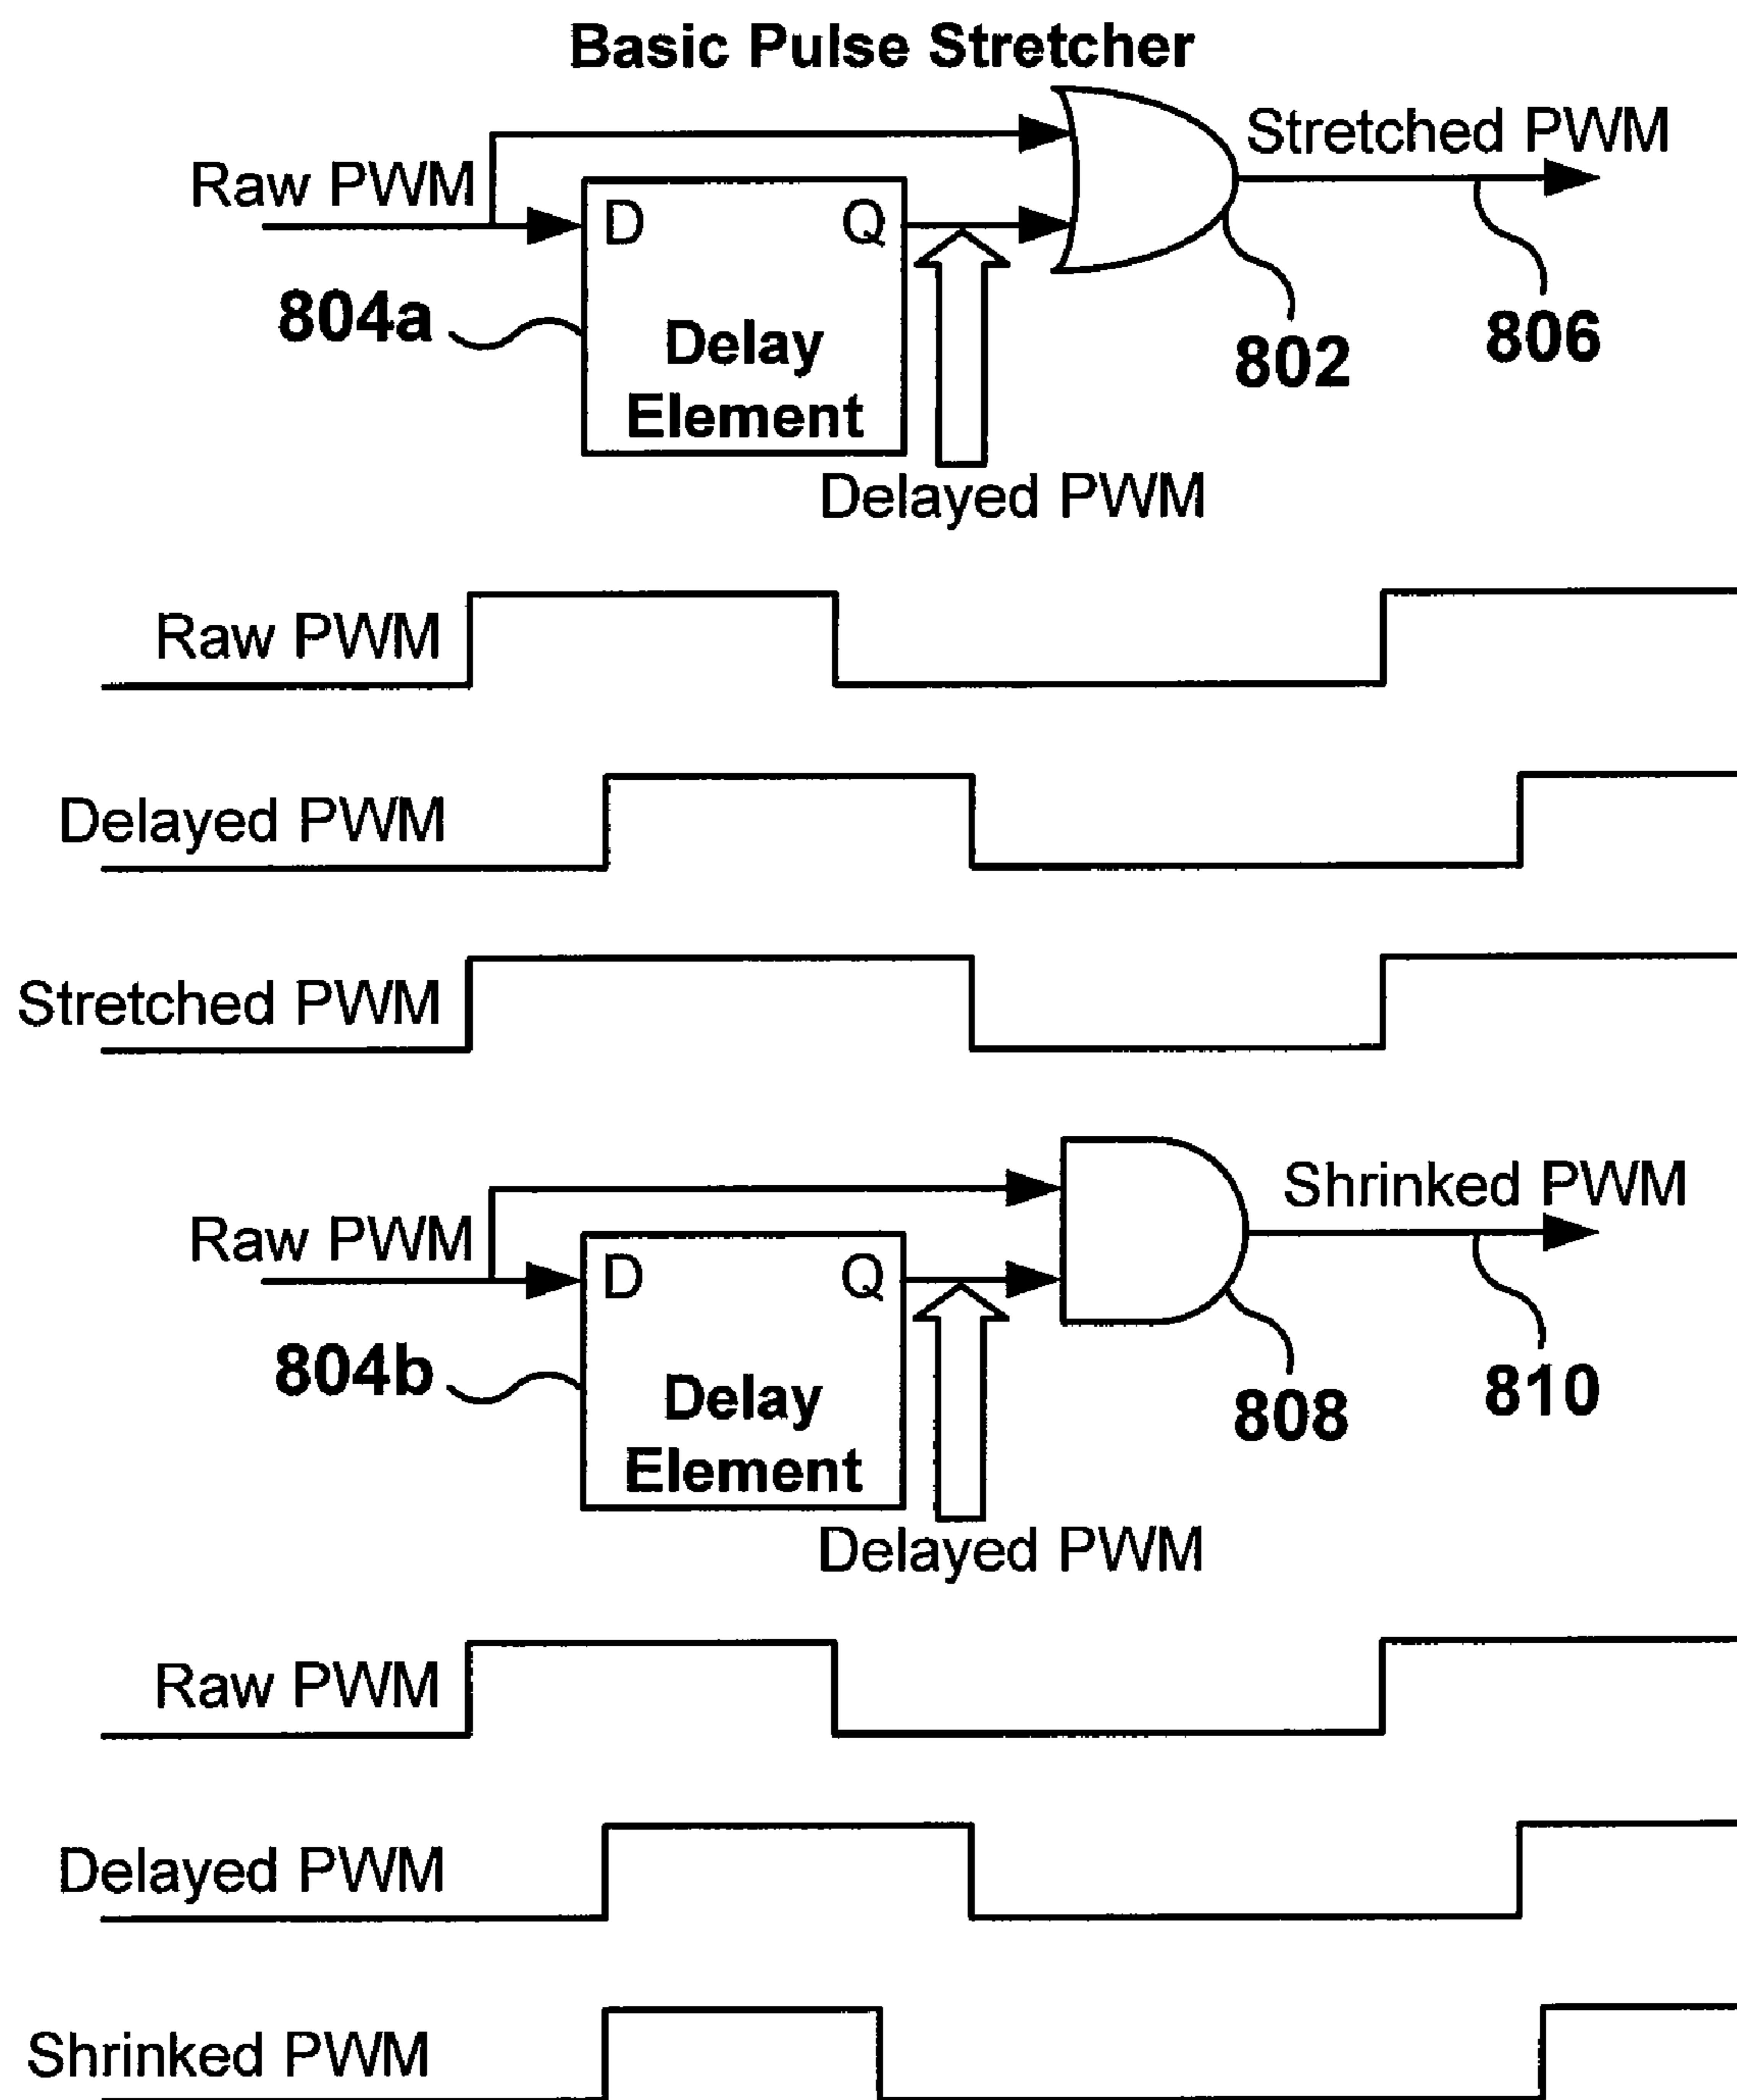 Basic Pulse Stretcher
Stretched PWM
Raw PWM
D Q
804a
Delay
Element
802
806
Delayed PWM
Raw PWM
Delayed PWM
Stretched PWM
Shrinked PWM
Raw PWM
D Q
804b
Delay
Element
808
810
Delayed PWM
Raw PWM
Delayed PWM
Shrinked PWM